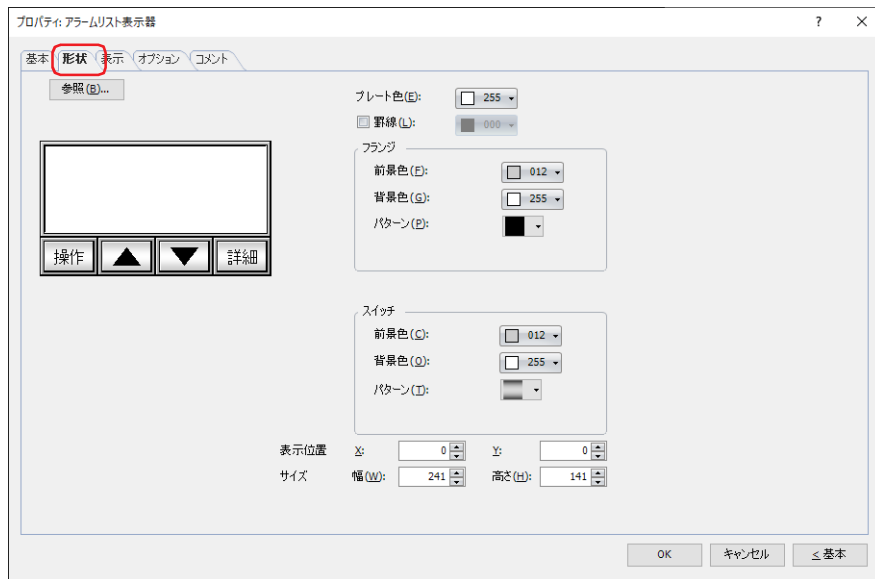 プロパティ: アラームリスト表示器 ? ×
基本 形状 表示 オプション コメント
参照(B)...
プレート色(E): 255
罫線(L): 000
フランジ
前景色(F): 012
背景色(G): 255
パターン(P):
操作 ▲ ▼ 詳細
スイッチ
前景色(C): 012
背景色(O): 255
パターン(T):
表示位置 X: 0 Y: 0
サイズ 幅(W): 241 高さ(H): 141
OK キャンセル < 基本